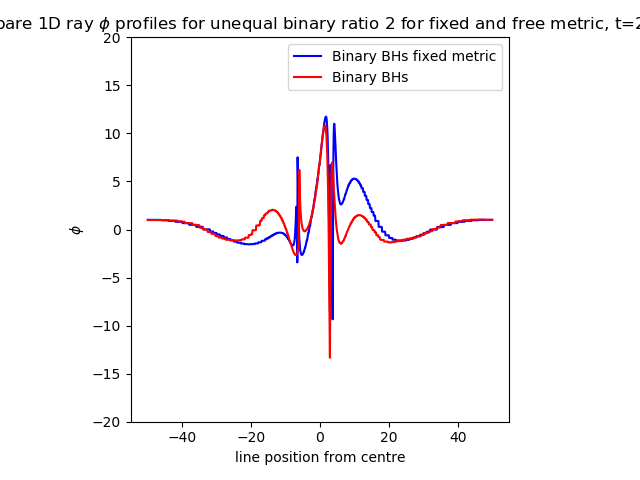 pare 1D ray ϕ profiles for unequal binary ratio 2 for fixed and free metric, t=2
Binary BHs fixed metric
Binary BHs
20
15
10
5
0
−5
−10
−15
−20
ϕ
−40 −20 0 20 40
line position from centre